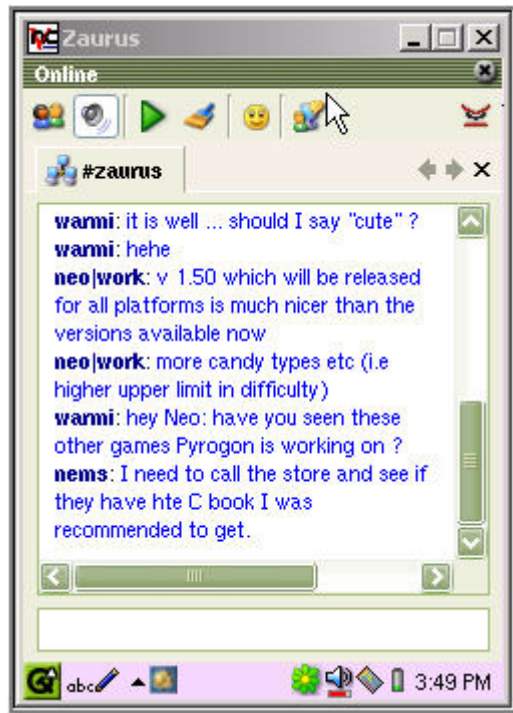 Zaurus
Online
#zaurus
warmi: it is well ... should I say "cute" ?
warmi: hehe
neo|work: v 1.50 which will be released
for all platforms is much nicer than the
versions available now
neo|work: more candy types etc (i.e
higher upper limit in difficulty)
warmi: hey Neo: have you seen these
other games Pyrogon is working on ?
nems: I need to call the store and see if
they have hte C book I was
recommended to get.
abc 3:49 PM